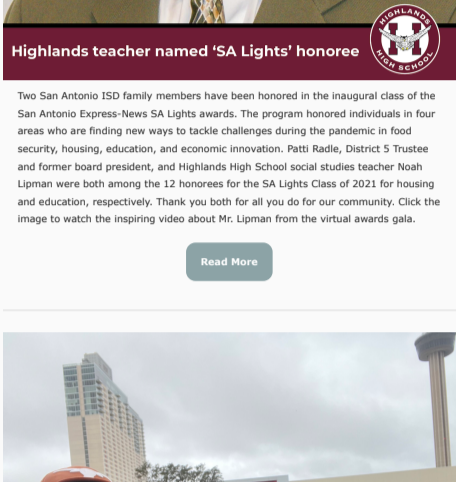 HIGHLANDS
H
HIGH SCHOOL
Highlands teacher named ‘SA Lights’ honoree
Two San Antonio ISD family members have been honored in the inaugural class of the
San Antonio Express-News SA Lights awards. The program honored individuals in four
areas who are finding new ways to tackle challenges during the pandemic in food
security, housing, education, and economic innovation. Patti Radle, District 5 Trustee
and former board president, and Highlands High School social studies teacher Noah
Lipman were both among the 12 honorees for the SA Lights Class of 2021 for housing
and education, respectively. Thank you both for all you do for our community. Click the
image to watch the inspiring video about Mr. Lipman from the virtual awards gala.
Read More